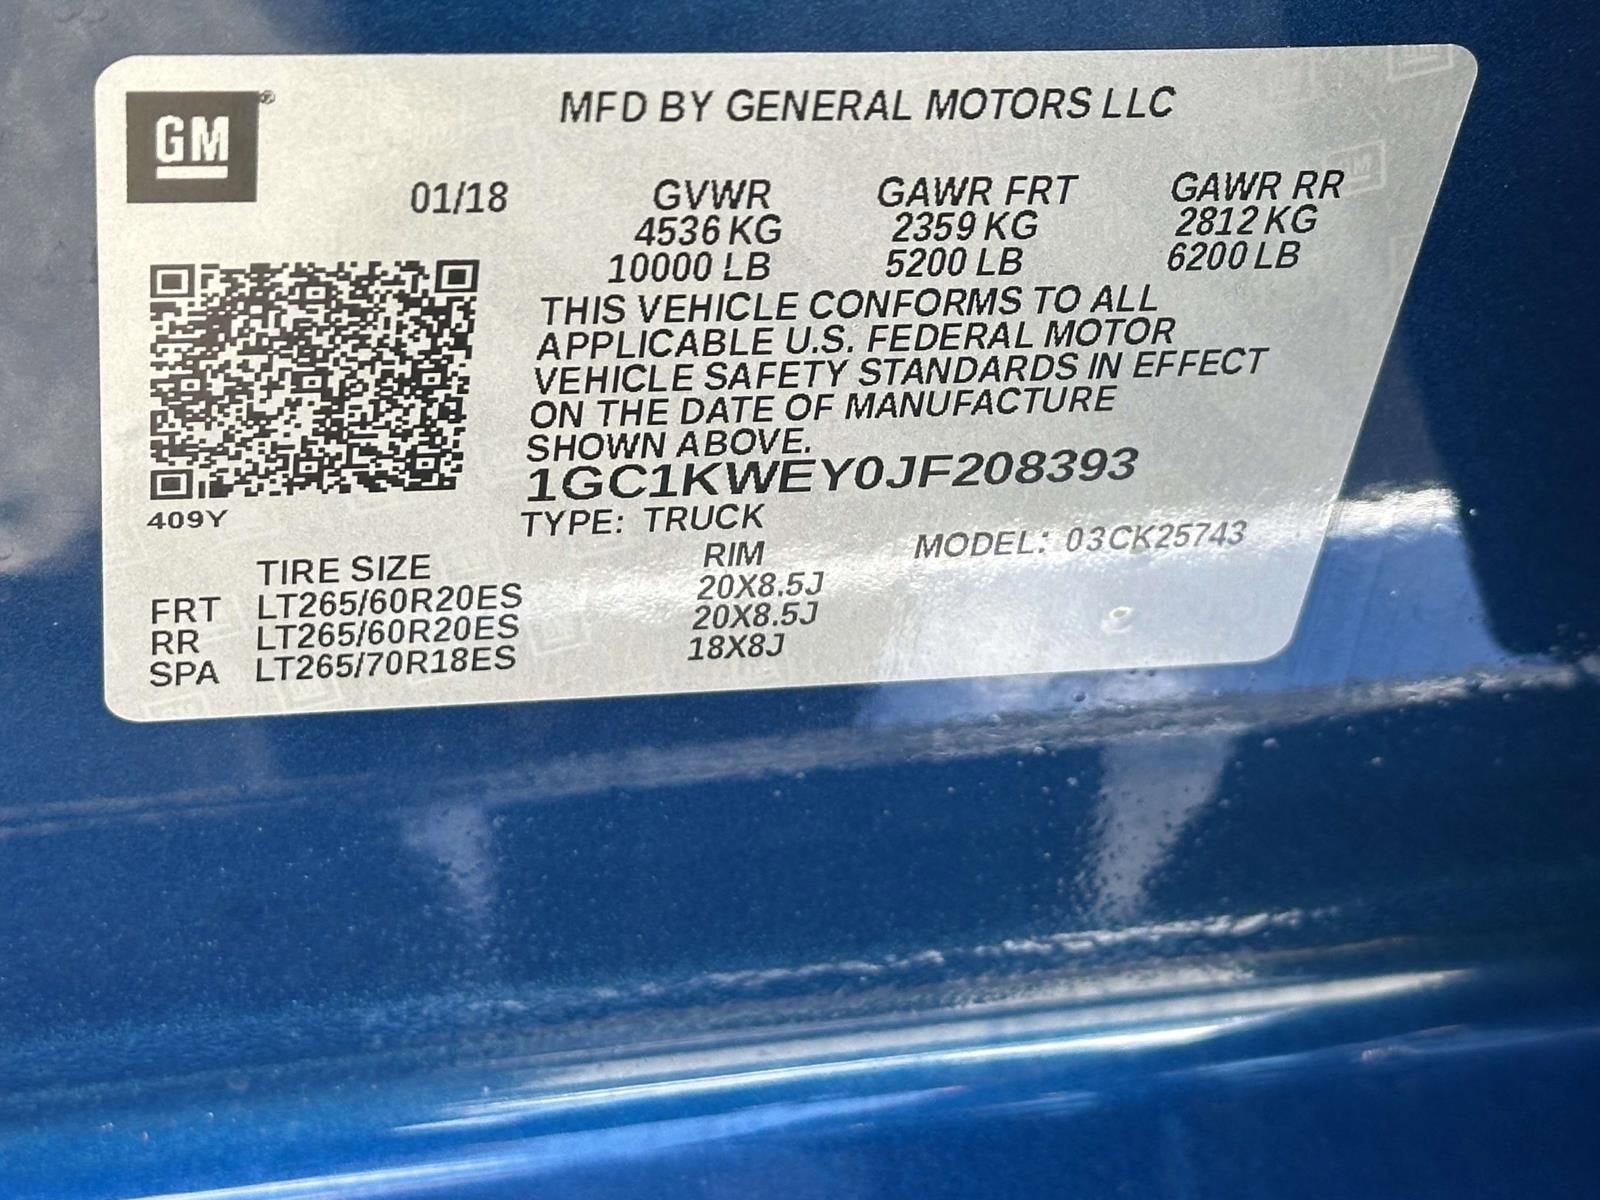 GM®
MFD BY GENERAL MOTORS LLC
01/18 GVWR GAWR FRT GAWR RR
4536 KG 2359 KG 2812 KG
10000 LB 5200 LB 6200 LB
THIS VEHICLE CONFORMS TO ALL
APPLICABLE U.S. FEDERAL MOTOR
VEHICLE SAFETY STANDARDS IN EFFECT
ON THE DATE OF MANUFACTURE
SHOWN ABOVE.
1GC1KWEY0JF208393
409Y
TYPE: TRUCK MODEL: 03CK25743
TIRE SIZE RIM
FRT LT265/60R20ES 20X8.5J
RR LT265/60R20ES 20X8.5J
SPA LT265/70R18ES 18X8J